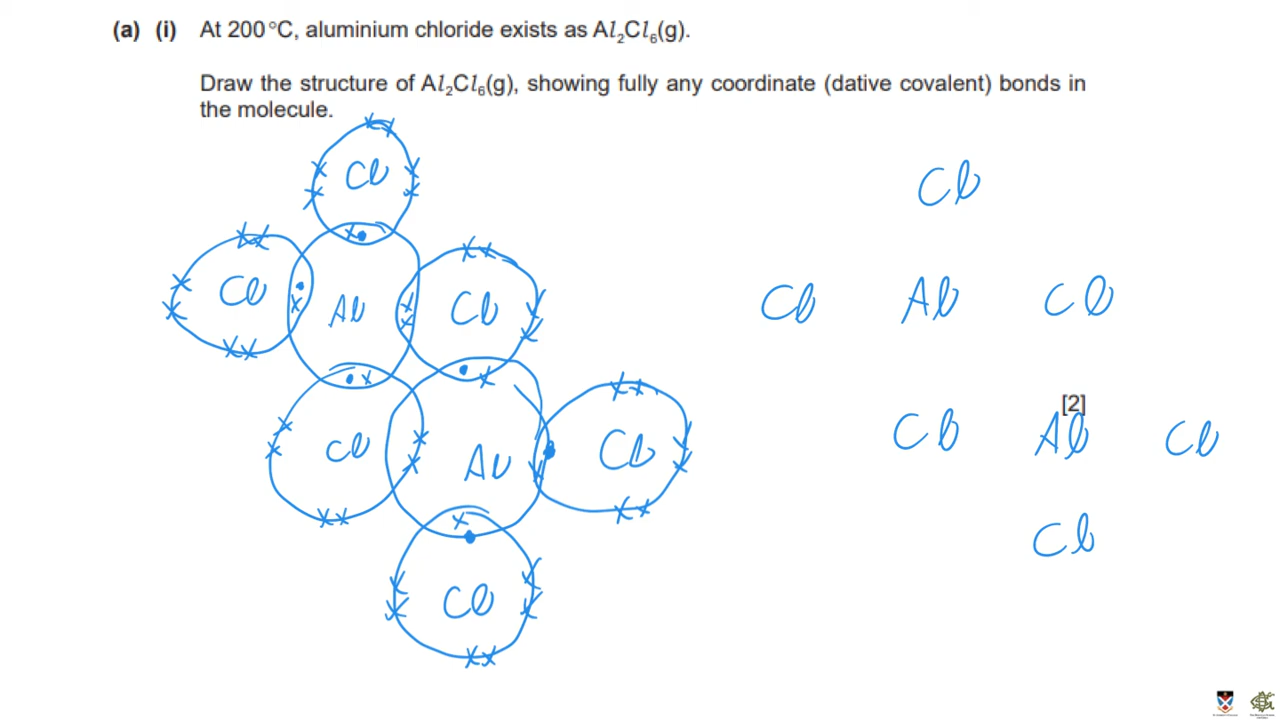 (a) (i) At 200 °C, aluminium chloride exists as Al₂Cl₆(g).
Draw the structure of Al₂Cl₆(g), showing fully any coordinate (dative covalent) bonds in
the molecule.
Cl
Cl Al Cl
Cl Al Cl
Cl
Cl
Cl Al Cl
[2]
Cl Al Cl
Cl